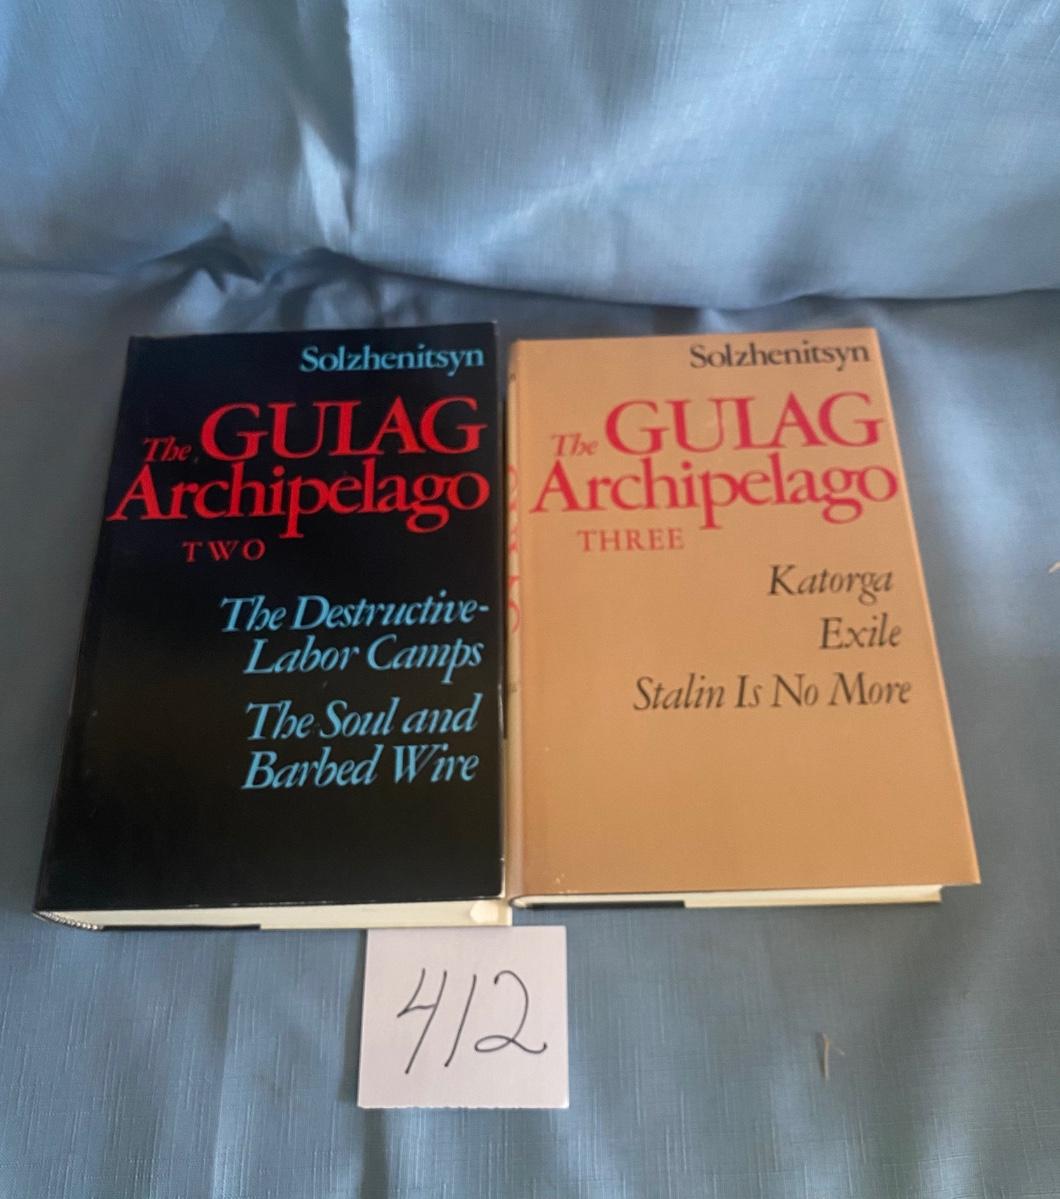 Solzhenitsyn
The GULAG
Archipelago
TWO
The Destructive-
Labor Camps
The Soul and
Barbed Wire
Solzhenitsyn
The GULAG
Archipelago
THREE
Katorga
Exile
Stalin Is No More
412